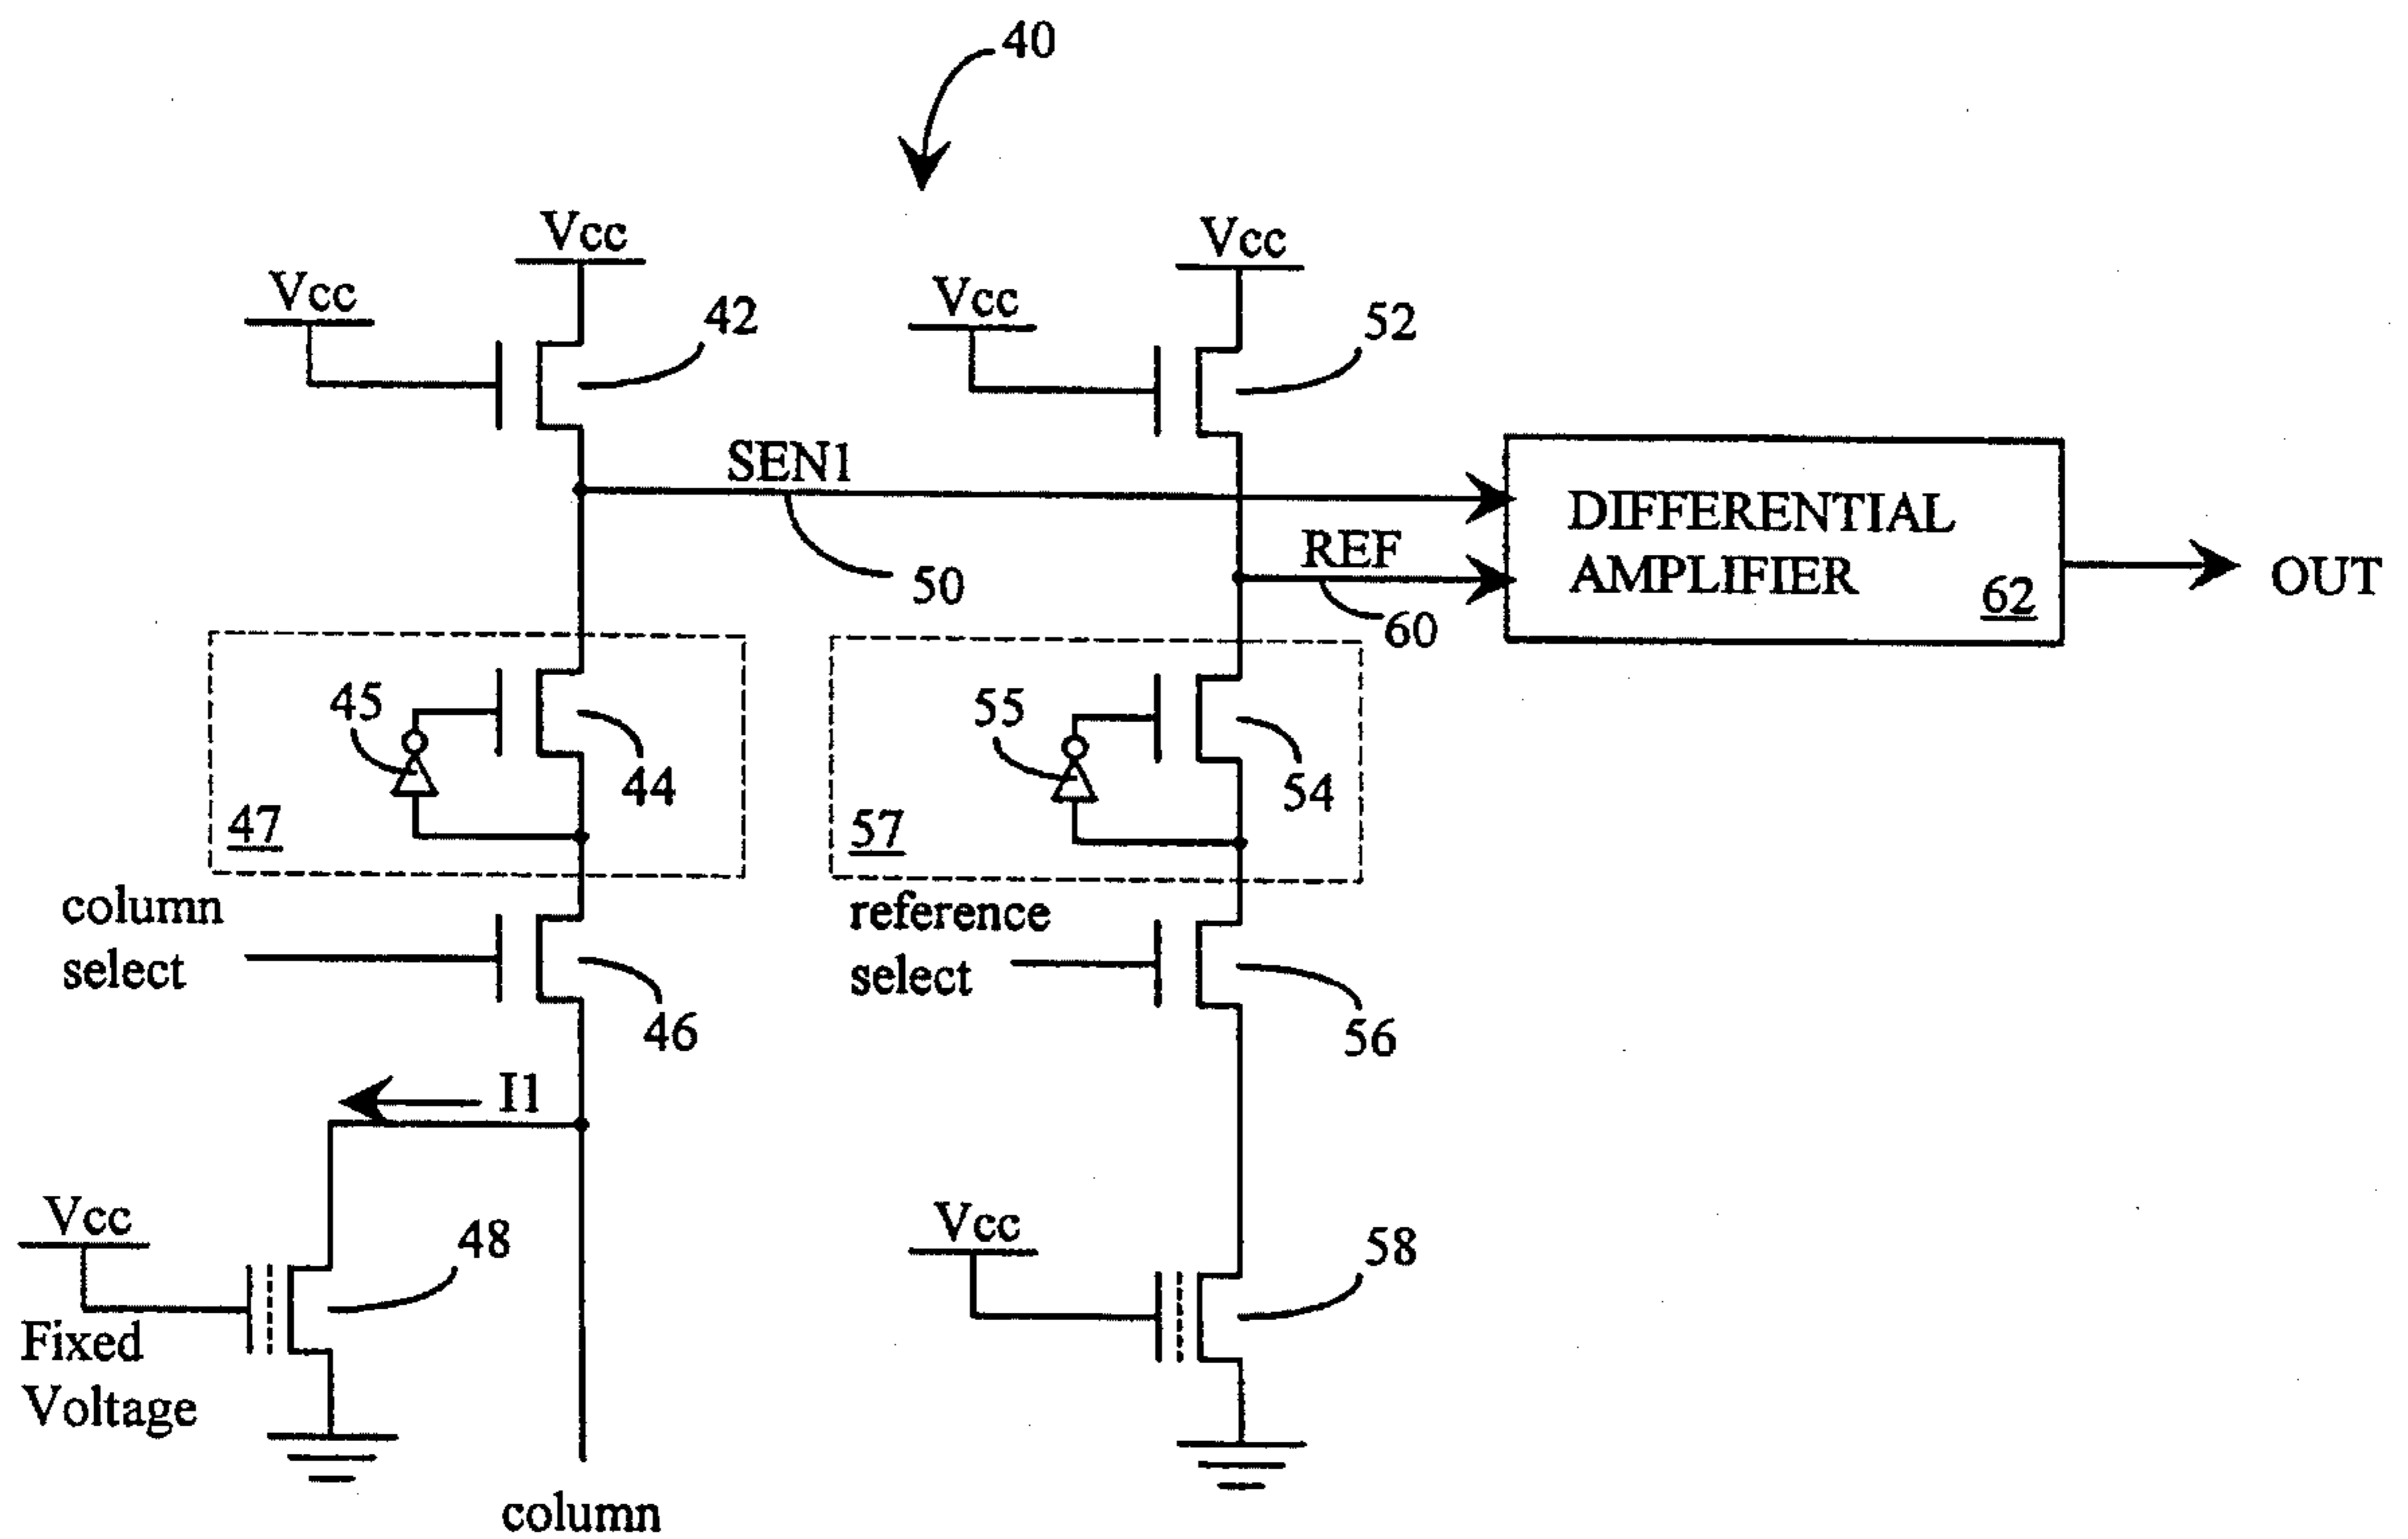 40
Vcc
Vcc
42
Vcc
Vcc
52
SEN1
50
REF
60
DIFFERENTIAL
AMPLIFIER
62
OUT
45
44
47
55
54
57
column
select
46
reference
select
56
I1
Vcc
48
Fixed
Voltage
column
Vcc
58